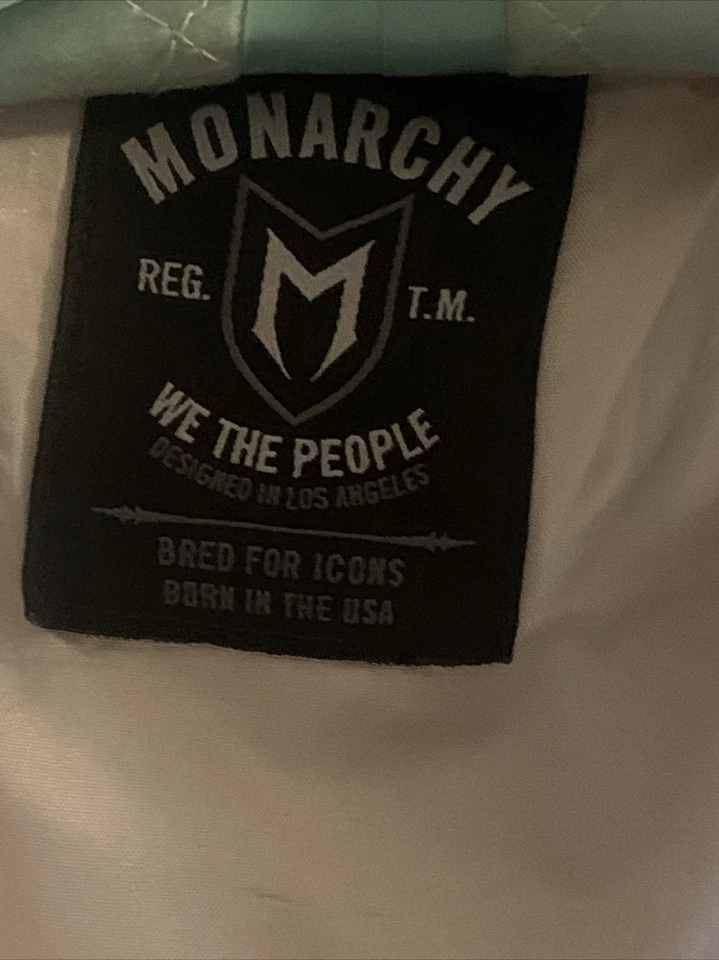 MONARCHY
REG. M T.M.
WE THE PEOPLE
DESIGNED IN LOS ANGELES
BRED FOR ICONS
BORN IN THE USA